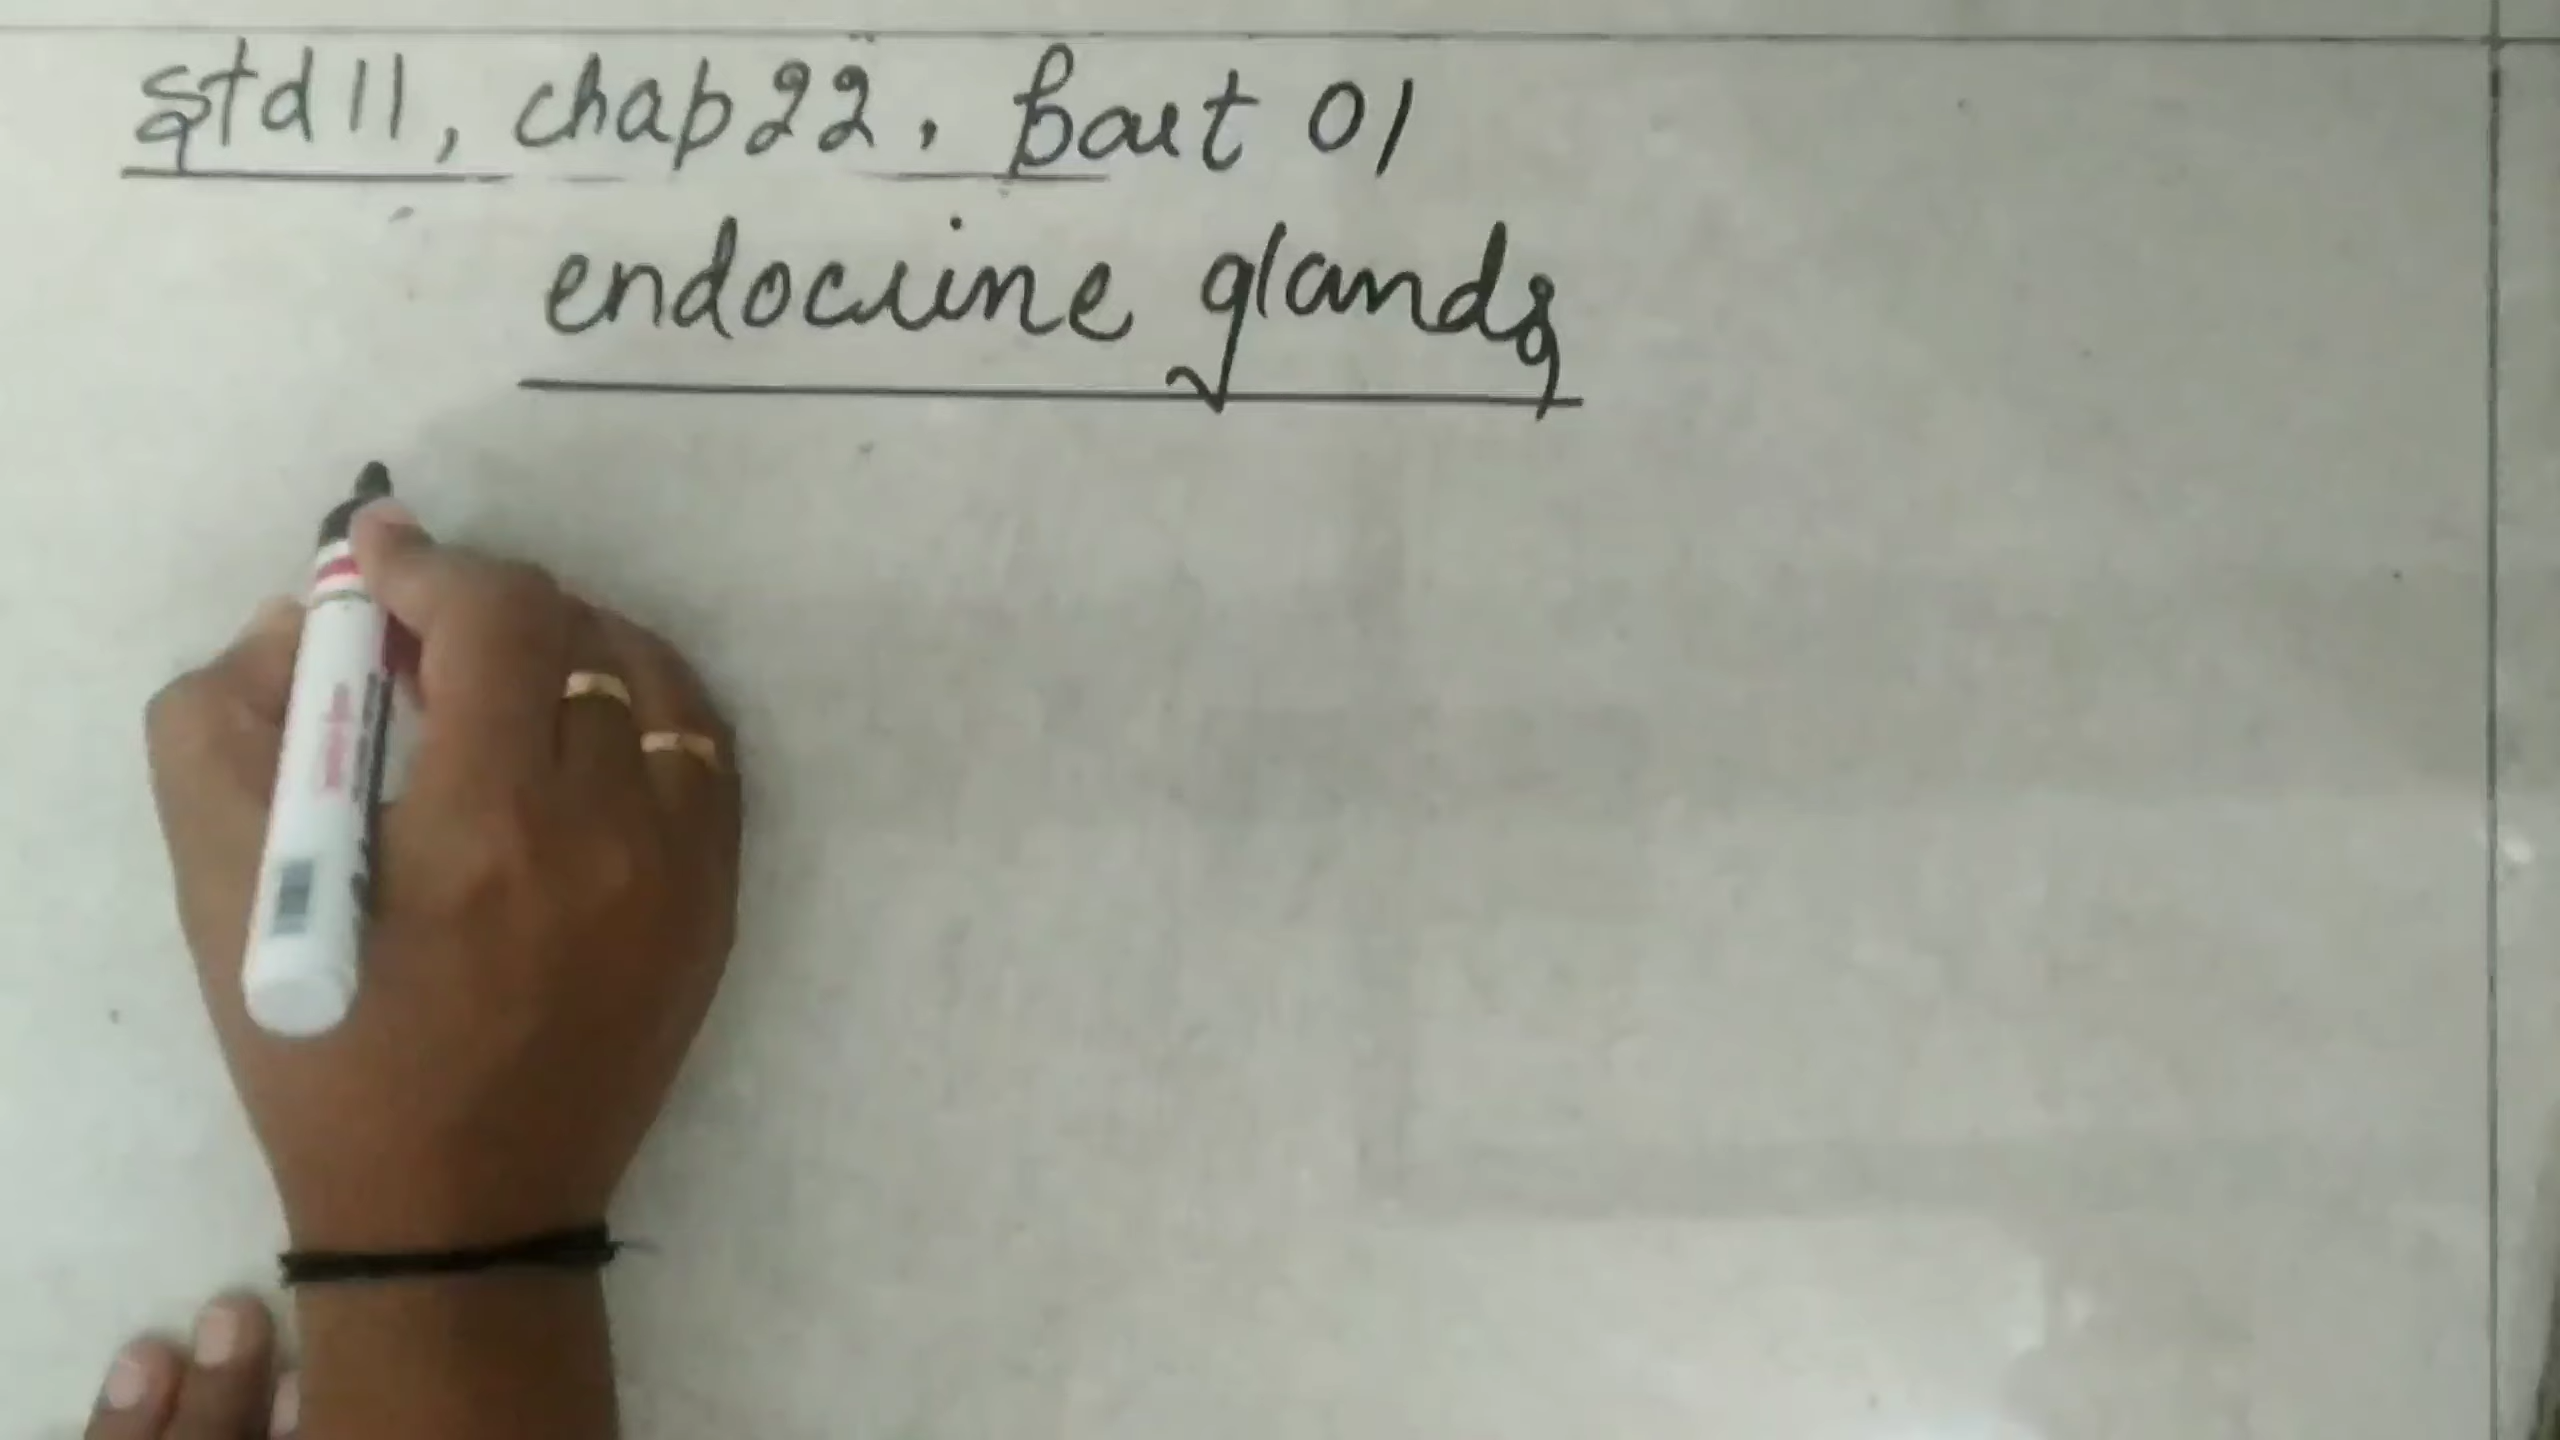 std 11, chap 22, Part 01
endocrine glands